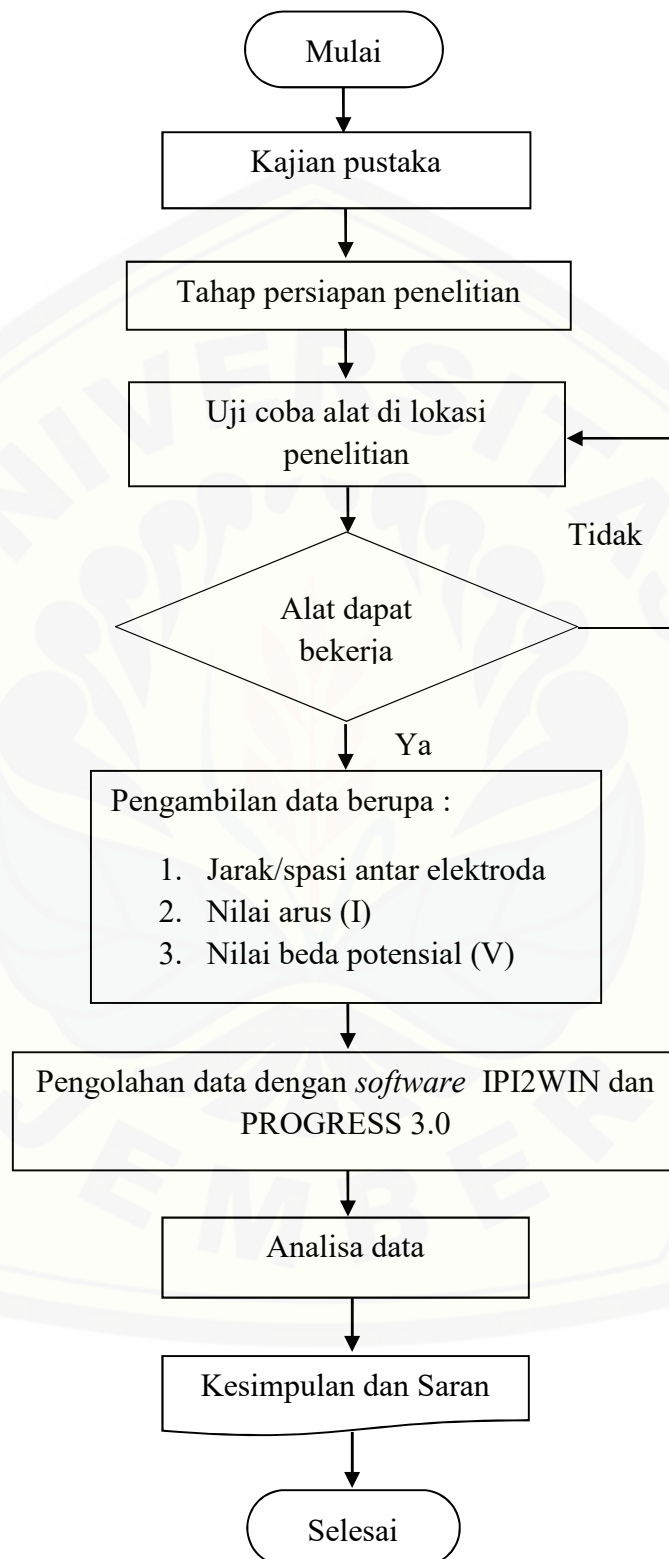 Mulai
Kajian pustaka
Tahap persiapan penelitian
Uji coba alat di lokasi
penelitian
Tidak
Alat dapat
bekerja
Ya
Pengambilan data berupa :
1. Jarak/spasi antar elektroda
2. Nilai arus (I)
3. Nilai beda potensial (V)
Pengolahan data dengan software IPI2WIN dan
PROGRESS 3.0
Analisa data
Kesimpulan dan Saran
Selesai
UNIVERSITAS
JEMBER